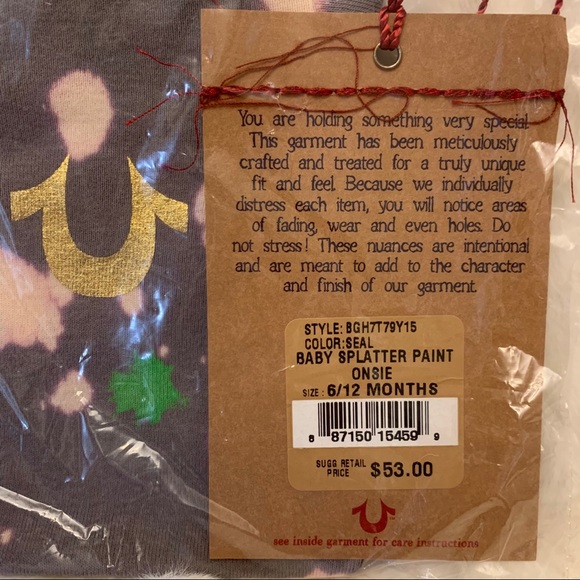 You are holding something very special.
This garment has been meticulously
crafted and treated for a truly unique
fit and feel. Because we individually
distress each item, you will notice areas
of fading, wear and even holes. Do
not stress! These nuances are intentional
and are meant to add to the character
and finish of our garment.
STYLE: BGH7T79Y15
COLOR:SEAL
BABY SPLATTER PAINT
ONSIE
SIZE : 6/12 MONTHS
8 87150 15459 9
SUGG RETAIL
PRICE $53.00
see inside garment for care instructions